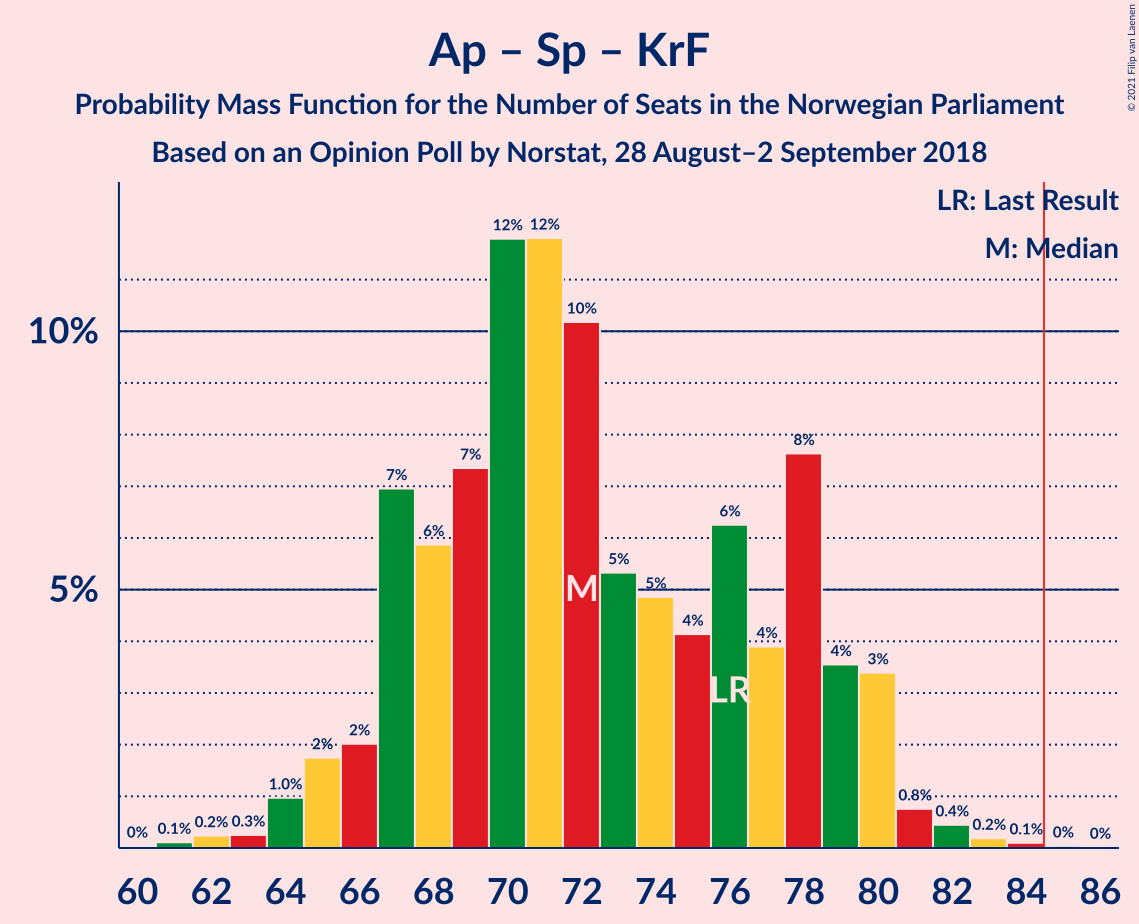 © 2021 Filip van Laenen
Ap – Sp – KrF
Probability Mass Function for the Number of Seats in the Norwegian Parliament
Based on an Opinion Poll by Norstat, 28 August–2 September 2018
LR: Last Result
M: Median
10%
5%
0% 0.1% 0.2% 0.3% 1.0% 2% 2% 7% 6% 7% 12% 12% 10% 5% 5% 4% 6% 4% 8% 4% 3% 0.8% 0.4% 0.2% 0.1% 0% 0%
M
LR
60 62 64 66 68 70 72 74 76 78 80 82 84 86